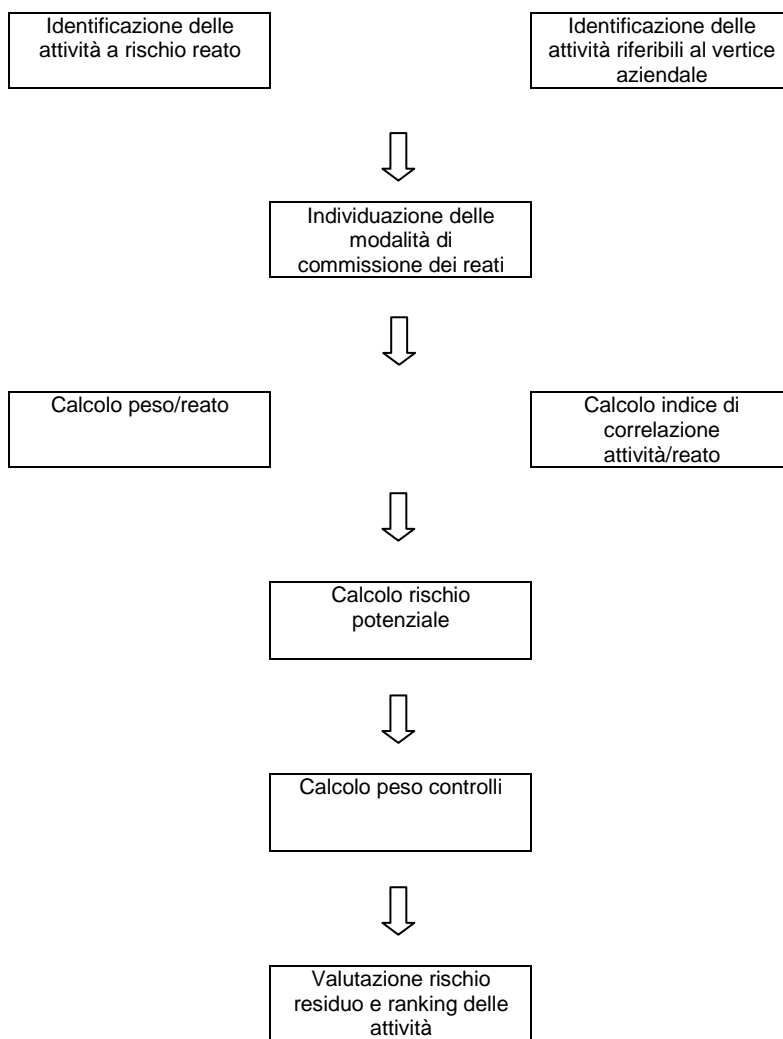 Identificazione delle
attività a rischio reato
Identificazione delle
attività riferibili al vertice
aziendale
Individuazione delle
modalità di
commissione dei reati
Calcolo peso/reato
Calcolo indice di
correlazione
attività/reato
Calcolo rischio
potenziale
Calcolo peso controlli
Valutazione rischio
residuo e ranking delle
attività